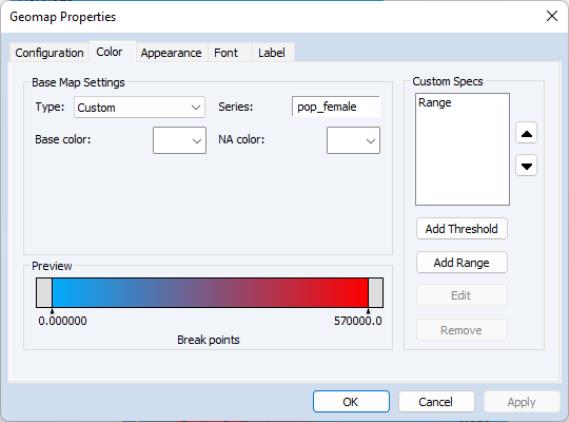 Geomap Properties
Configuration Color Appearance Font Label
Base Map Settings
Type: Custom Series: pop_female
Base color: NA color:
Custom Specs
Range
Add Threshold
Add Range
Edit
Remove
Preview
0.000000 570000.0
Break points
OK Cancel Apply